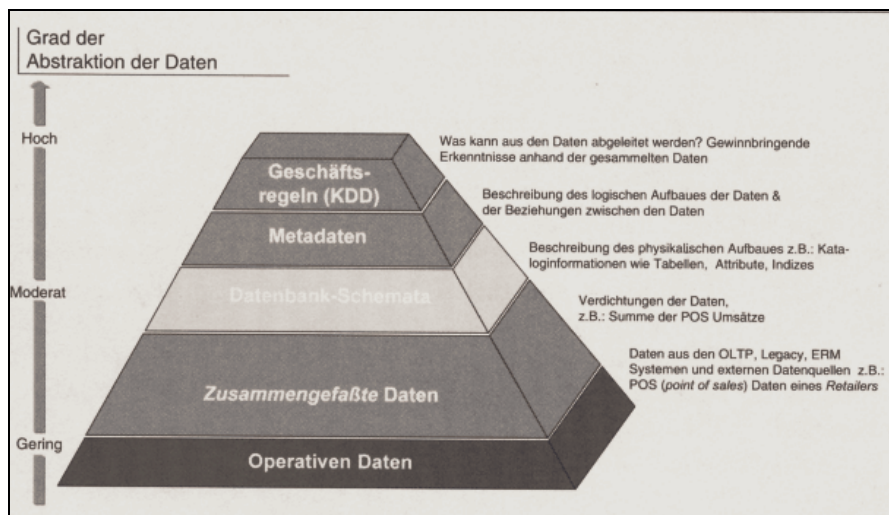 Grad der
Abstraktion der Daten
Hoch
Moderat
Gering
Geschäfts-
regeln (KDD)
Metadaten
Datenbank-Schemata
Zusammengefaßte Daten
Operativen Daten
Was kann aus den Daten abgeleitet werden? Gewinnbringende
Erkenntnisse anhand der gesammelten Daten
Beschreibung des logischen Aufbaues der Daten &
der Beziehungen zwischen den Daten
Beschreibung des physikalischen Aufbaues z.B.: Kata-
loginformationen wie Tabellen, Attribute, Indizes
Verdichtungen der Daten,
z.B.: Summe der POS Umsätze
Daten aus den OLTP, Legacy, ERM
Systemen und externen Datenquellen z.B.:
POS (point of sales) Daten eines Retailers